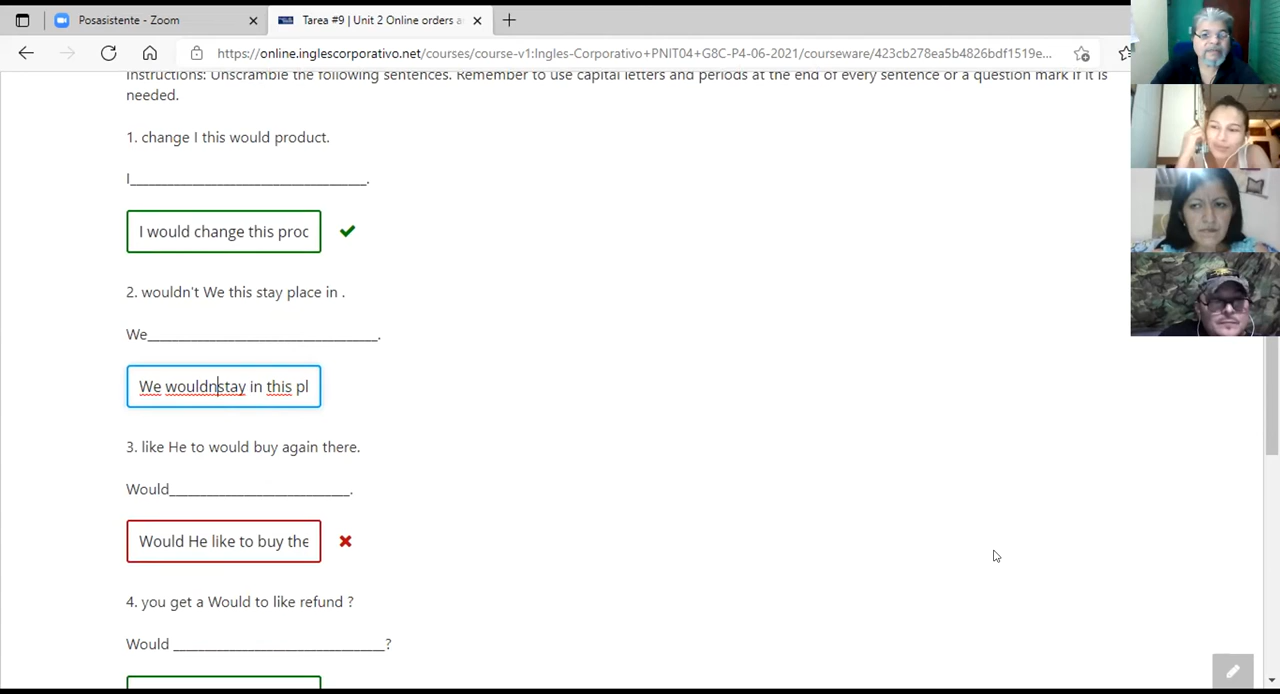 Posasistente - Zoom
Tarea #9 | Unit 2 Online orders a
https://online.inglescorporativo.net/courses/course-v1:Ingles-Corporativo+PNIT04+G8C-P4-06-2021/courseware/423cb278ea5b4826bdf1519e...
Instructions: Unscramble the following sentences. Remember to use capital letters and periods at the end of every sentence or a question mark if it is
needed.
1. change I this would product.
I___________________________________.
I would change this proc
2. wouldn't We this stay place in .
We___________________________________.
We wouldnstay in this pl
3. like He to would buy again there.
Would___________________________.
Would He like to buy the
4. you get a Would to like refund ?
Would ________________________________?